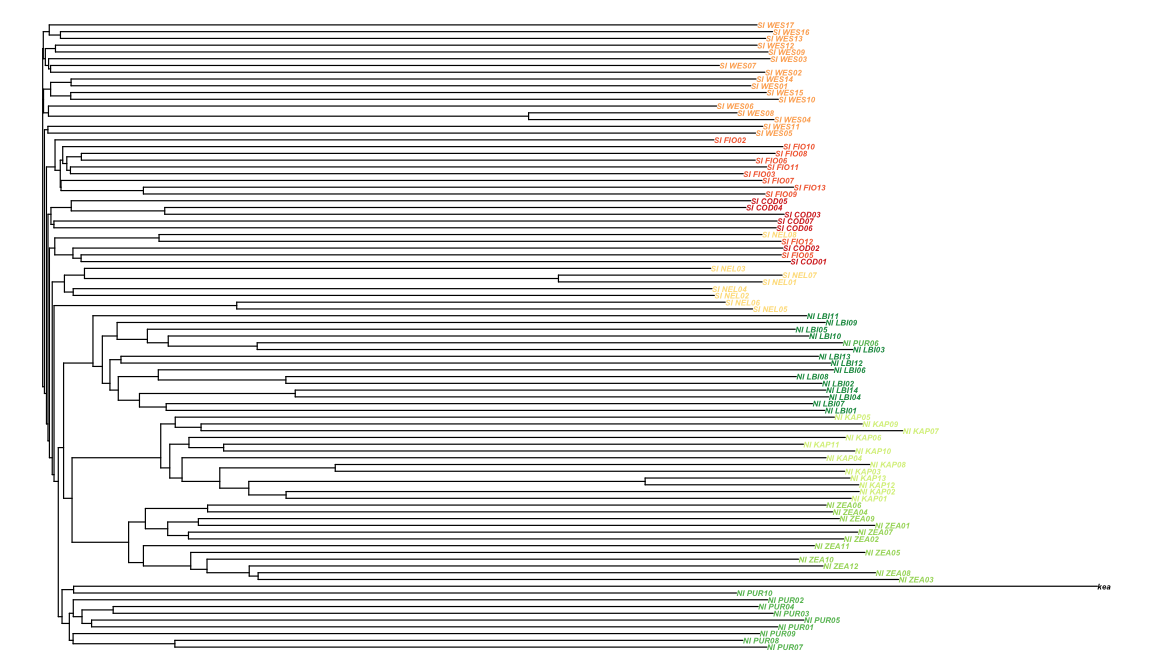 SI WES17
SI WES16
SI WES13
SI WES12
SI WES09
SI WES03
SI WES07
SI WES02
SI WES14
SI WES01
SI WES15
SI WES10
SI WES06
SI WES08
SI WES04
SI WES11
SI WES05
SI FIO02
SI FIO10
SI FIO08
SI FIO06
SI FIO11
SI FIO03
SI FIO07
SI FIO13
SI FIO09
SI COD05
SI COD04
SI COD03
SI COD07
SI COD06
SI FIO12
SI COD02
SI FIO05
SI COD01
SI NEL03
SI NEL07
SI NEL01
SI NEL04
SI NEL02
SI NEL06
SI NEL05
NI LBI11
NI LBI09
NI LBI05
NI LBI10
NI PUR06
NI LBI03
NI LBI13
NI LBI12
NI LBI06
NI LBI08
NI LBI02
NI LBI14
NI LBI04
NI LBI07
NI LBI01
NI KAP05
NI KAP07
NI KAP11
NI KAP10
NI KAP04
NI KAP03
NI KAP13
NI KAP12
NI KAP02
NI KAP01
NI ZEA06
NI ZEA04
NI ZEA09
NI ZEA01
NI ZEA07
NI ZEA02
NI ZEA11
NI ZEA05
NI ZEA10
NI ZEA12
NI ZEA08
NI ZEA03
kea
NI PUR10
NI PUR02
NI PUR04
NI PUR03
NI PUR05
NI PUR01
NI PUR09
NI PUR08
NI PUR07